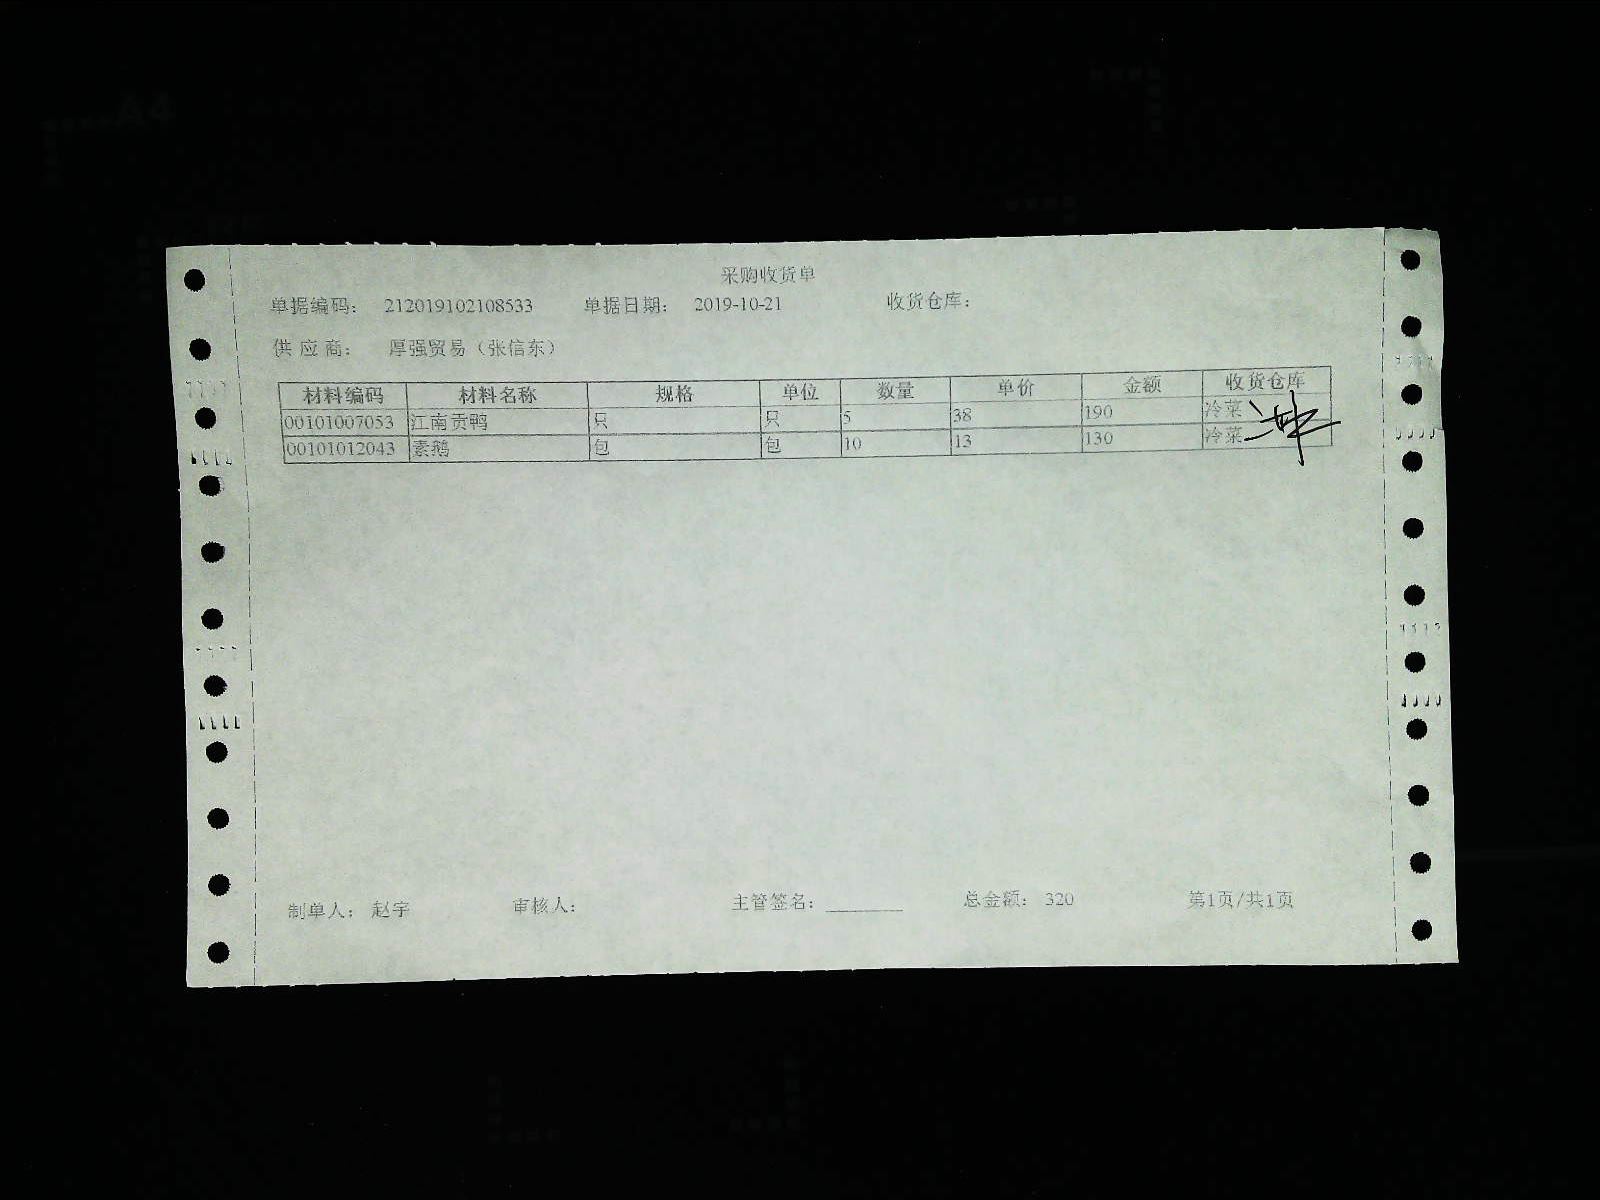 采购收货单
单据编码： 212019102108533 单据日期： 2019-10-21 收货仓库：
供应商： 厚强贸易（张信东）
材料编码 材料名称 规格 单位 数量 单价 金额 收货仓库
00101007053 江南贡鸭 只 只 5 38 190 冷菜
00101012043 素鹅 包 包 10 13 130 冷菜
制单人： 赵宇 审核人： 主管签名： 总金额： 320 第1页/共1页